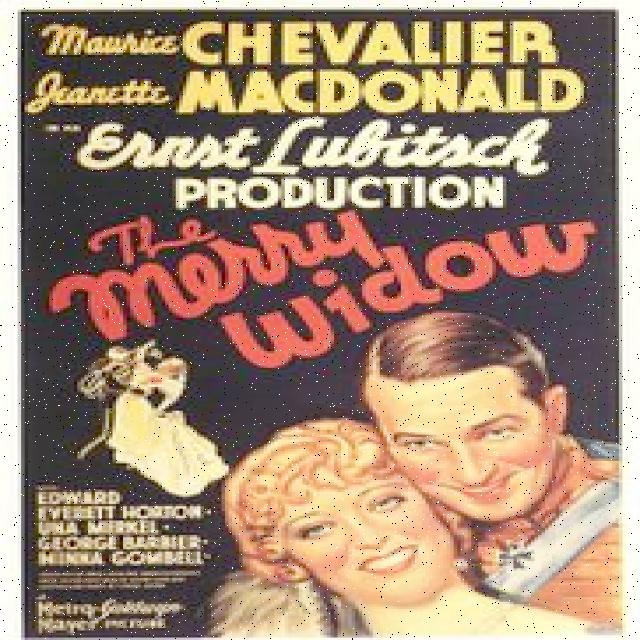 Maurice CHEVALIER
Jeanette MACDONALD
Ernst Lubitsch
PRODUCTION
The
Merry
Widow
EDWARD
EVERETT HORTON ·
UNA MERKEL ·
GEORGE BARBIER ·
MINNA GOMBELL ·
Metro-Goldwyn-
Mayer PICTURE